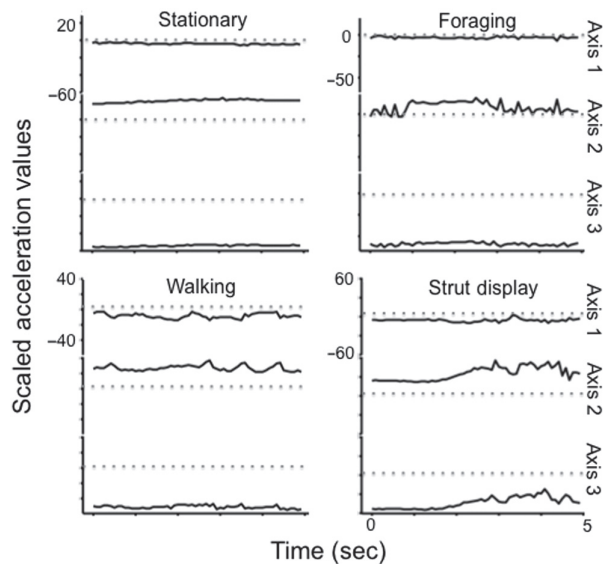 Stationary
20
−60
Foraging
0
−50
Axis 1
Axis 2
Axis 3
Scaled acceleration values
Walking
40
−40
Strut display
60
−60
Axis 1
Axis 2
Axis 3
0
5
Time (sec)